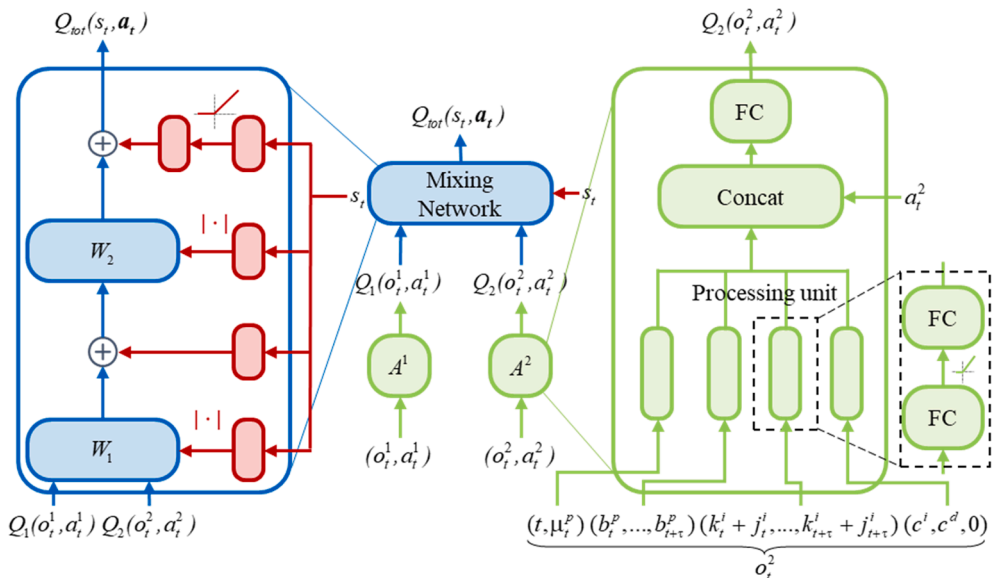 Q_tot(s_t, a_t)
| · |
W_2
| · |
W_1
Q_1(o_t^1, a_t^1) Q_2(o_t^2, a_t^2)
s_t
Q_tot(s_t, a_t)
Mixing
Network
s_t
Q_1(o_t^1, a_t^1) Q_2(o_t^2, a_t^2)
A^1 A^2
(o_t^1, a_t^1) (o_t^2, a_t^2)
Q_2(o_t^2, a_t^2)
FC
Concat
a_t^2
Processing unit
FC
FC
(t, μ_t^p) (b_t^p, ..., b_{t+τ}^p) (k_t^i + j_t^i, ..., k_{t+τ}^i + j_{t+τ}^i) (c^i, c^d, 0)
o_t^2